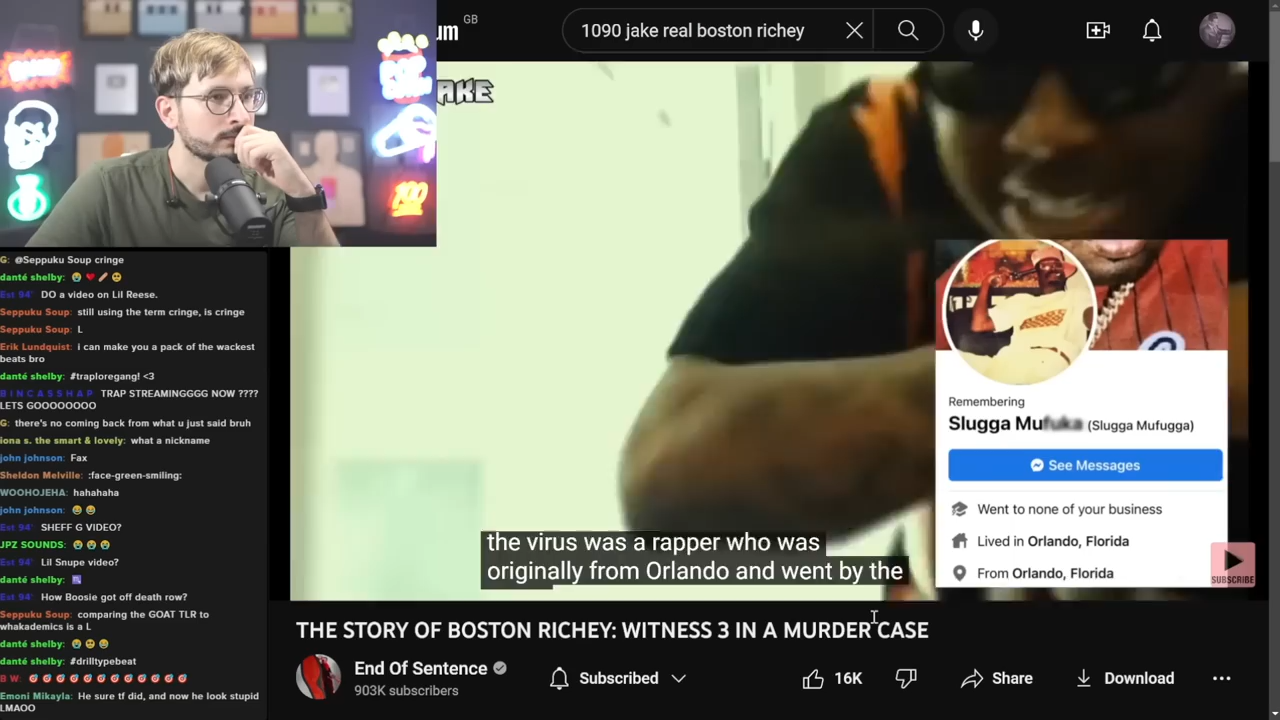 um GB
1090 jake real boston richey
AKE
100
G: @Seppuku Soup cringe
danté shelby: 😭 ❤️ 🥖 🥺
Est 94' DO a video on Lil Reese.
Seppuku Soup: still using the term cringe, is cringe
Seppuku Soup: L
Erik Lundquist: i can make you a pack of the wackest
beats bro
danté shelby: #traploregang! <3
B I N C A S $ H A P TRAP STREAMINGGGG NOW ????
LETS GOOOOOOOO
G: there's no coming back from what u just said bruh
iona s. the smart & lovely: what a nickname
john johnson: Fax
Sheldon Melville: :face-green-smiling:
WOOHOJEHA: hahahaha
john johnson: 😂 😂
Est 94' SHEFF G VIDEO?
JPZ SOUNDS: 😭 😭 😭
Est 94' Lil Snupe video?
danté shelby:
Est 94' How Boosie got off death row?
Seppuku Soup: comparing the GOAT TLR to
whakademics is a L
danté shelby: 😭 🥺 😭
danté shelby: #drilltypebeat
B W:
Emoni Mikayla: He sure tf did, and now he look stupid
LMAOO
Remembering
Slugga Mu (Slugga Mufugga)
See Messages
Went to none of your business
Lived in Orlando, Florida
From Orlando, Florida
SUBSCRIBE
the virus was a rapper who was
originally from Orlando and went by the
THE STORY OF BOSTON RICHEY: WITNESS 3 IN A MURDER CASE
End Of Sentence
903K subscribers
Subscribed
16K
Share
Download